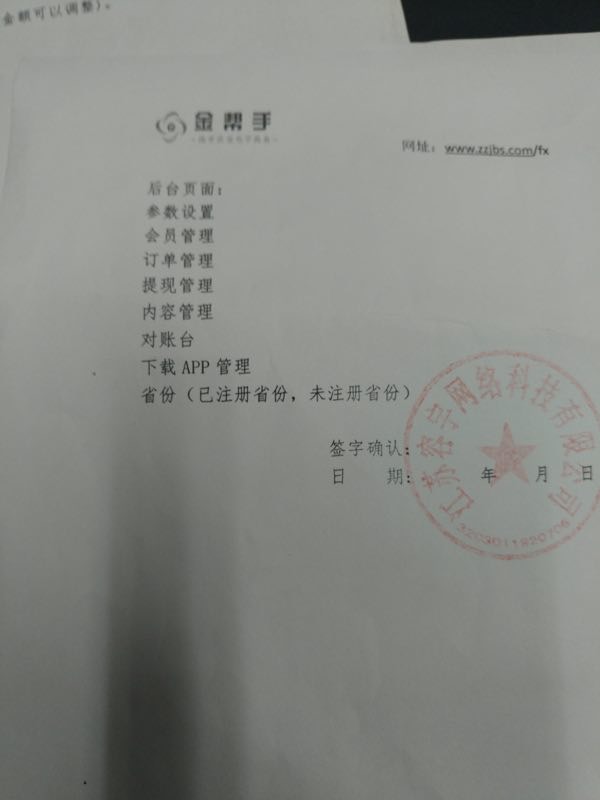 金额可以调整）。
金帮手
网址：www.zzjbs.com/fx
后台页面：
参数设置
会员管理
订单管理
提现管理
内容管理
对账台
下载 APP 管理
省份（已注册省份，未注册省份）
签字确认：
日 期： 年 月 日
江苏容宇网络科技有限公司